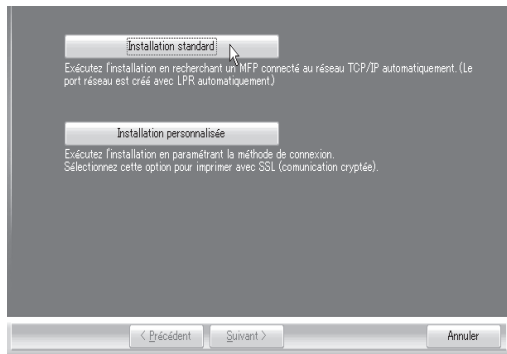 Installation standard
Exécutez l'installation en recherchant un MFP connecté au réseau TCP/IP automatiquement. (Le
port réseau est créé avec LPR automatiquement)
Installation personnalisée
Exécutez l'installation en paramétrant la méthode de connexion.
Sélectionnez cette option pour imprimer avec SSL (comunication cryptée).
< Précédent
Suivant >
Annuler